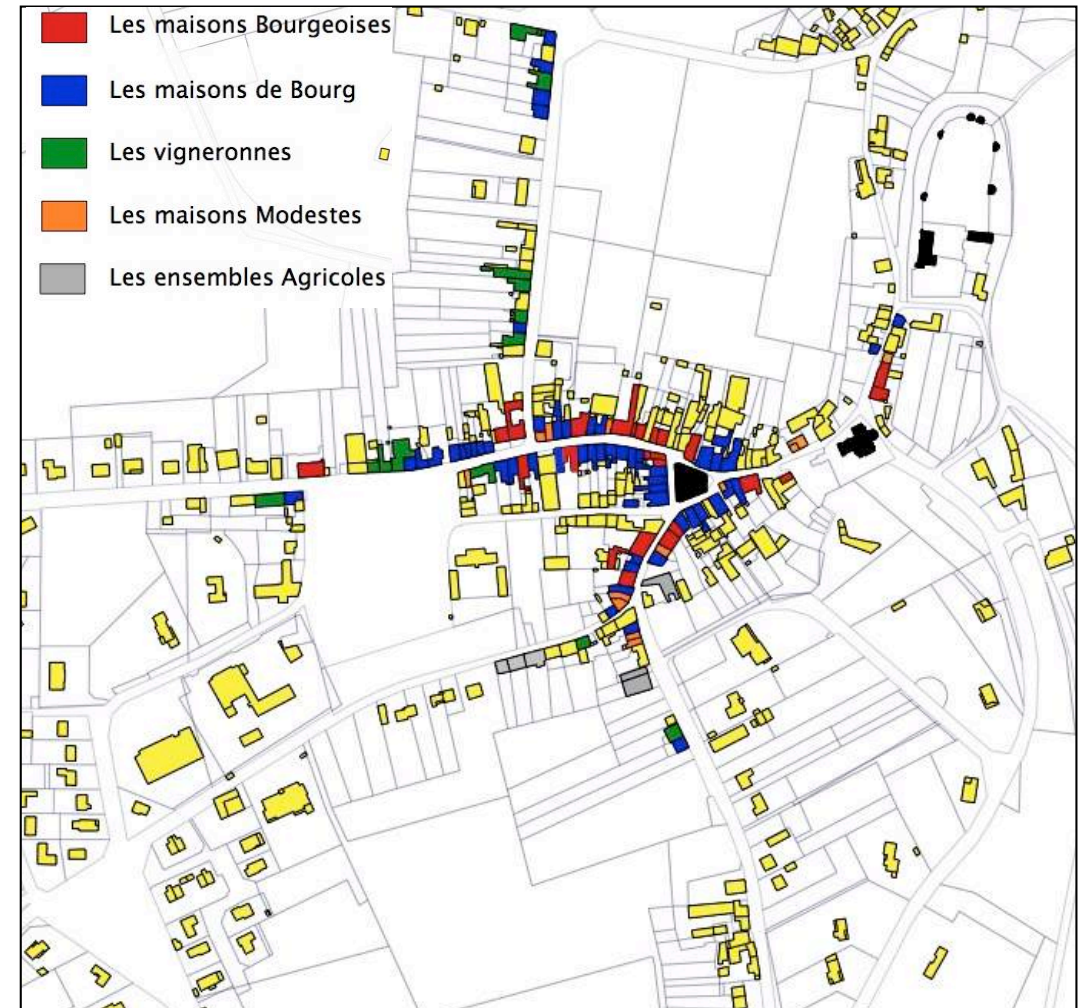 Les maisons Bourgeoises
Les maisons de Bourg
Les vigneronnes
Les maisons Modestes
Les ensembles Agricoles